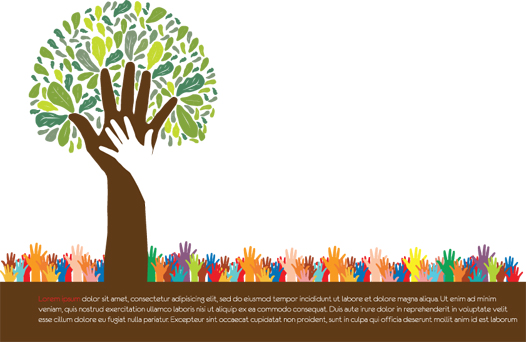 Lorem ipsum dolor sit amet, consectetur adipisicing elit, sed do eiusmod tempor incididunt ut labore et dolore magna aliqua. Ut enim ad minim
veniam, quis nostrud exercitation ullamco laboris nisi ut aliquip ex ea commodo consequat. Duis aute irure dolor in reprehenderit in voluptate velit
esse cillum dolore eu fugiat nulla pariatur. Excepteur sint occaecat cupidatat non proident, sunt in culpa qui officia deserunt mollit anim id est laborum